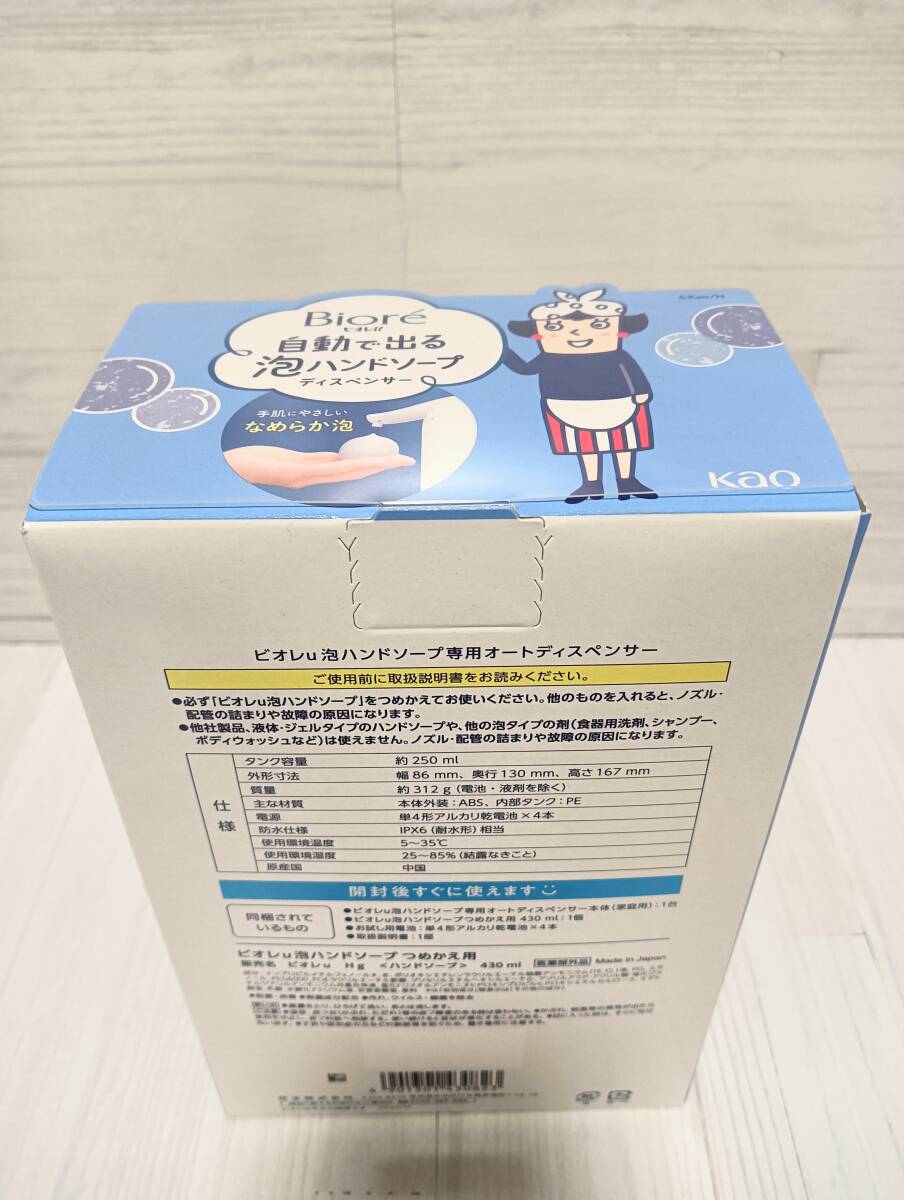 ©Kao/H
Bioré
ビオレu
自動で出る
泡ハンドソープ
ディスペンサー
手肌にやさしい
なめらか泡
Kao
ビオレu 泡ハンドソープ専用オートディスペンサー
ご使用前に取扱説明書をお読みください。
●必ず「ビオレu泡ハンドソープ」をつめかえてお使いください。他のものを入れると、ノズル・
配管の詰まりや故障の原因になります。
●他社製品、液体・ジェルタイプのハンドソープや、他の泡タイプの剤(食器用洗剤、シャンプー、
ボディウォッシュなど)は使えません。ノズル・配管の詰まりや故障の原因になります。
仕様
タンク容量 約 250 ml
外形寸法 幅 86 mm、奥行 130 mm、高さ 167 mm
質量 約 312 g (電池・液剤を除く)
主な材質 本体外装:ABS、内部タンク:PE
電源 単4形アルカリ乾電池×4本
防水仕様 IPX6 (耐水形) 相当
使用環境温度 5〜35℃
使用環境湿度 25〜85% (結露なきこと)
原産国 中国
開封後すぐに使えます
同梱されて
いるもの
●ビオレu泡ハンドソープ専用オートディスペンサー本体(家庭用):1台
●ビオレu泡ハンドソープつめかえ用 430 ml:1個
●お試し用電池:単4形アルカリ乾電池×4本
●取扱説明書:1部
ビオレu 泡ハンドソープ つめかえ用
販売名 ビオレu Hg <ハンドソープ> 430 ml 医薬部外品 Made in Japan